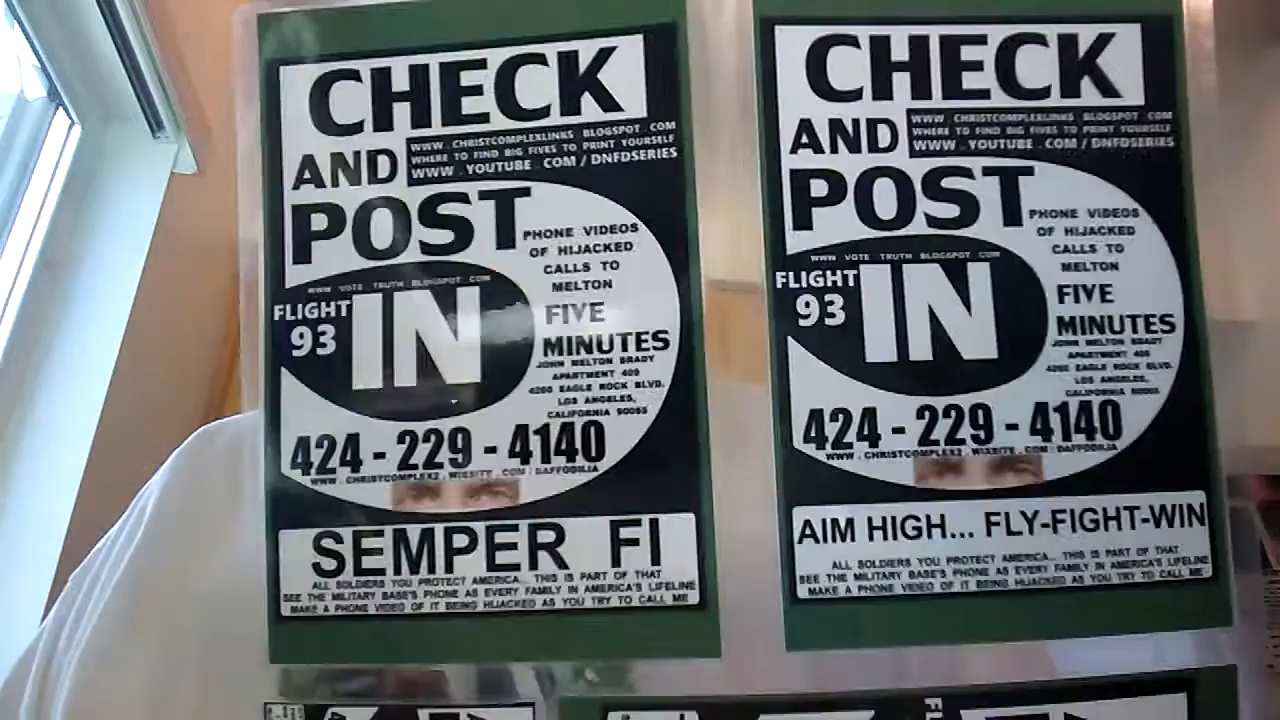 CHECK
AND
WWW . CHRISTCOMPLEXLINKS BLOGSPOT . COM
WHERE TO FIND BIG FIVES TO PRINT YOURSELF
WWW . YOUTUBE . COM / DNFDSERIES
POST
PHONE VIDEOS
OF HIJACKED
CALLS TO
MELTON
WWW VOTE TRUTH BLOGSPOT . COM
FLIGHT
93
IN
FIVE
MINUTES
JOHN MELTON BRADY
APARTMENT 409
4260 EAGLE ROCK BLVD.
LOS ANGELES,
CALIFORNIA 90065
424 - 229 - 4140
WWW . CHRISTCOMPLEX2 . WIXSITE . COM / DAFFODILIA
SEMPER FI
ALL SOLDIERS YOU PROTECT AMERICA... THIS IS PART OF THAT
SEE THE MILITARY BASE'S PHONE AS EVERY FAMILY IN AMERICA'S LIFELINE
MAKE A PHONE VIDEO OF IT BEING HIJACKED AS YOU TRY TO CALL ME
CHECK
AND
WWW . CHRISTCOMPLEXLINKS BLOGSPOT . COM
WHERE TO FIND BIG FIVES TO PRINT YOURSELF
WWW . YOUTUBE . COM / DNFDSERIES
POST
PHONE VIDEOS
OF HIJACKED
CALLS TO
MELTON
WWW VOTE TRUTH BLOGSPOT . COM
FLIGHT
93
IN
FIVE
MINUTES
JOHN MELTON BRADY
APARTMENT 409
4260 EAGLE ROCK BLVD.
LOS ANGELES,
CALIFORNIA 90065
424 - 229 - 4140
WWW . CHRISTCOMPLEX2 . WIXSITE . COM / DAFFODILIA
AIM HIGH... FLY-FIGHT-WIN
ALL SOLDIERS YOU PROTECT AMERICA... THIS IS PART OF THAT
SEE THE MILITARY BASE'S PHONE AS EVERY FAMILY IN AMERICA'S LIFELINE
MAKE A PHONE VIDEO OF IT BEING HIJACKED AS YOU TRY TO CALL ME